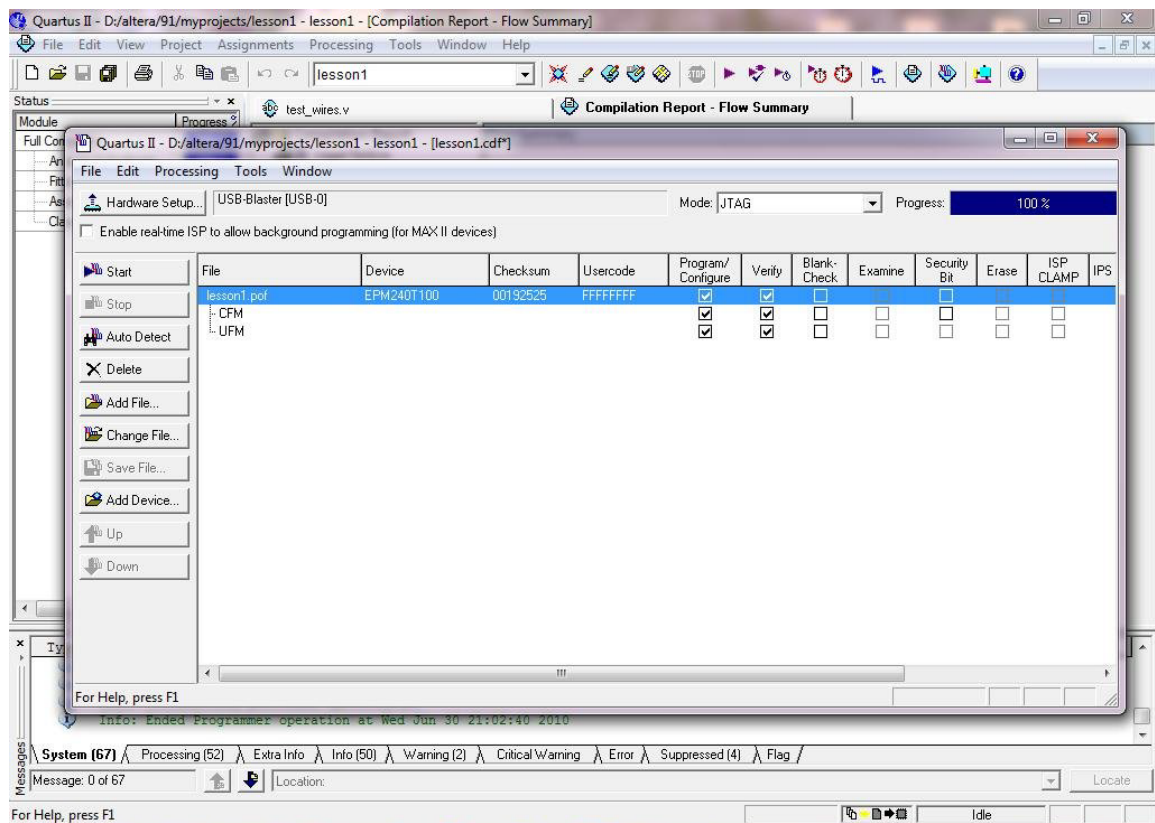 Quartus II - D:/altera/91/myprojects/lesson1 - lesson1 - [Compilation Report - Flow Summary]
File Edit View Project Assignments Processing Tools Window Help
lesson1
Status
test_wires.v
Compilation Report - Flow Summary
Module Progress %
Full Com
An
Fitt
As
Cla
Quartus II - D:/altera/91/myprojects/lesson1 - lesson1 - [lesson1.cdf*]
File Edit Processing Tools Window
Hardware Setup... USB-Blaster [USB-0] Mode: JTAG Progress: 100 %
Enable real-time ISP to allow background programming (for MAX II devices)
File Device Checksum Usercode Program/Configure Verify Blank-Check Examine Security Bit Erase ISP CLAMP IPS
lesson1.pof EPM240T100 00192525 FFFFFFFF
CFM
UFM
Start
Stop
Auto Detect
Delete
Add File...
Change File...
Save File...
Add Device...
Up
Down
For Help, press F1
Ty
Info: Ended Programmer operation at Wed Jun 30 21:02:40 2010
Messages
System (67) Processing (52) Extra Info Info (50) Warning (2) Critical Warning Error Suppressed (4) Flag
Message: 0 of 67 Location: Locate
For Help, press F1 Idle